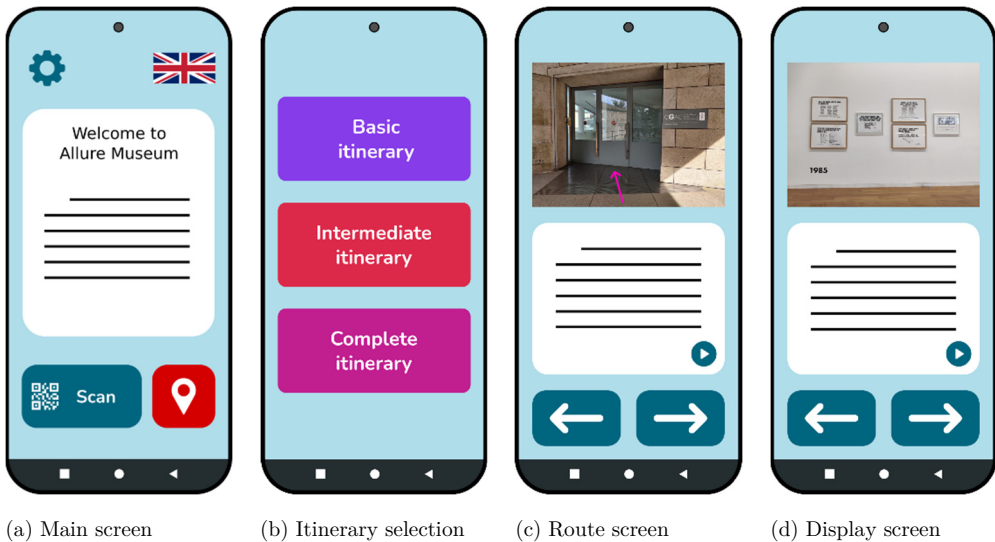 Welcome to
Allure Museum
Scan
Basic
itinerary
Intermediate
itinerary
Complete
itinerary
1985
(a) Main screen
(b) Itinerary selection
(c) Route screen
(d) Display screen